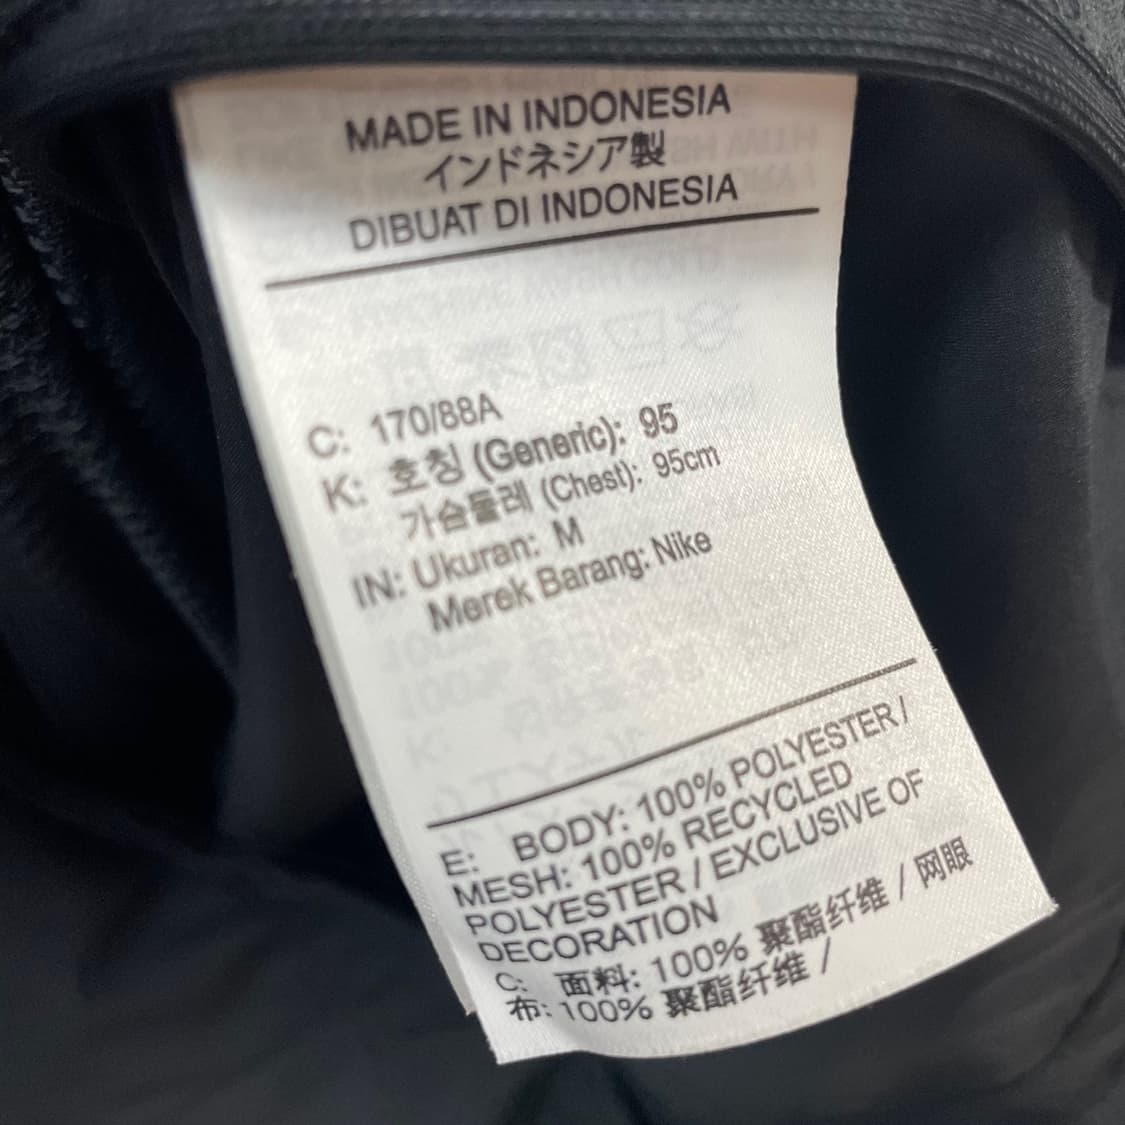 MADE IN INDONESIA
インドネシア製
DIBUAT DI INDONESIA
C: 170/88A
K: 호칭 (Generic): 95
가슴둘레 (Chest): 95cm
IN: Ukuran: M
Merek Barang: Nike
E: BODY: 100% POLYESTER /
MESH: 100% RECYCLED
POLYESTER / EXCLUSIVE OF
DECORATION
C: 面料: 100% 聚酯纤维 / 网眼
布: 100% 聚酯纤维 /